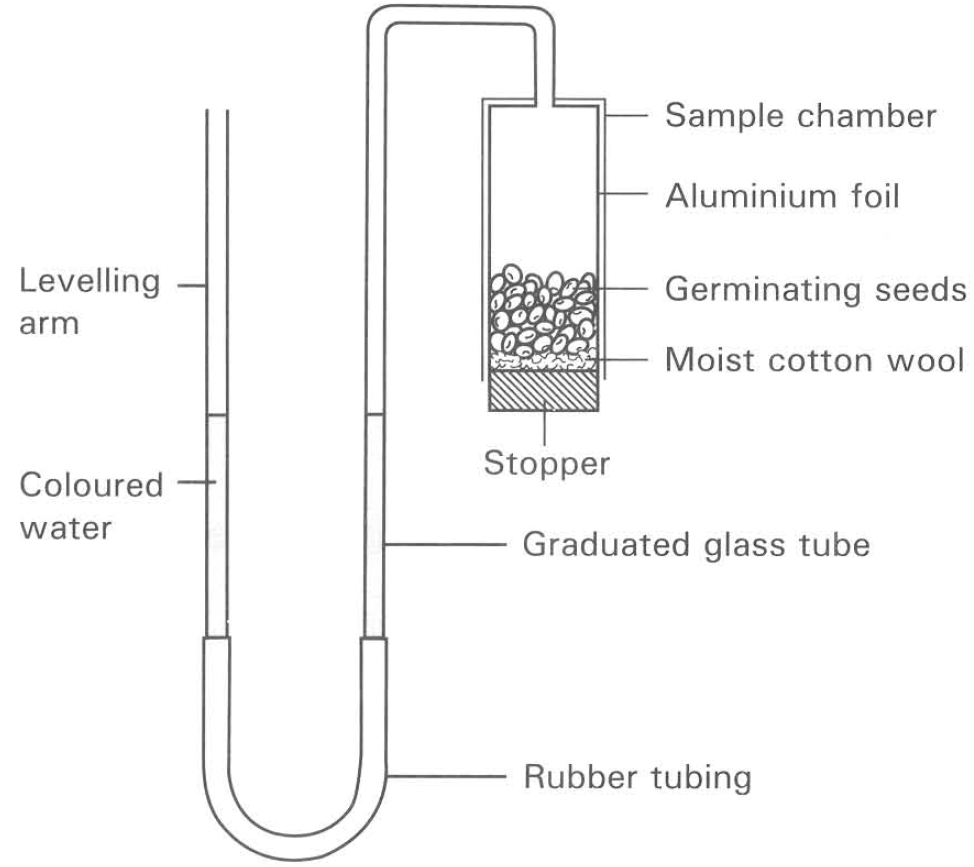 Sample chamber
Aluminium foil
Levelling
arm
Germinating seeds
Moist cotton wool
Stopper
Coloured
water
Graduated glass tube
Rubber tubing